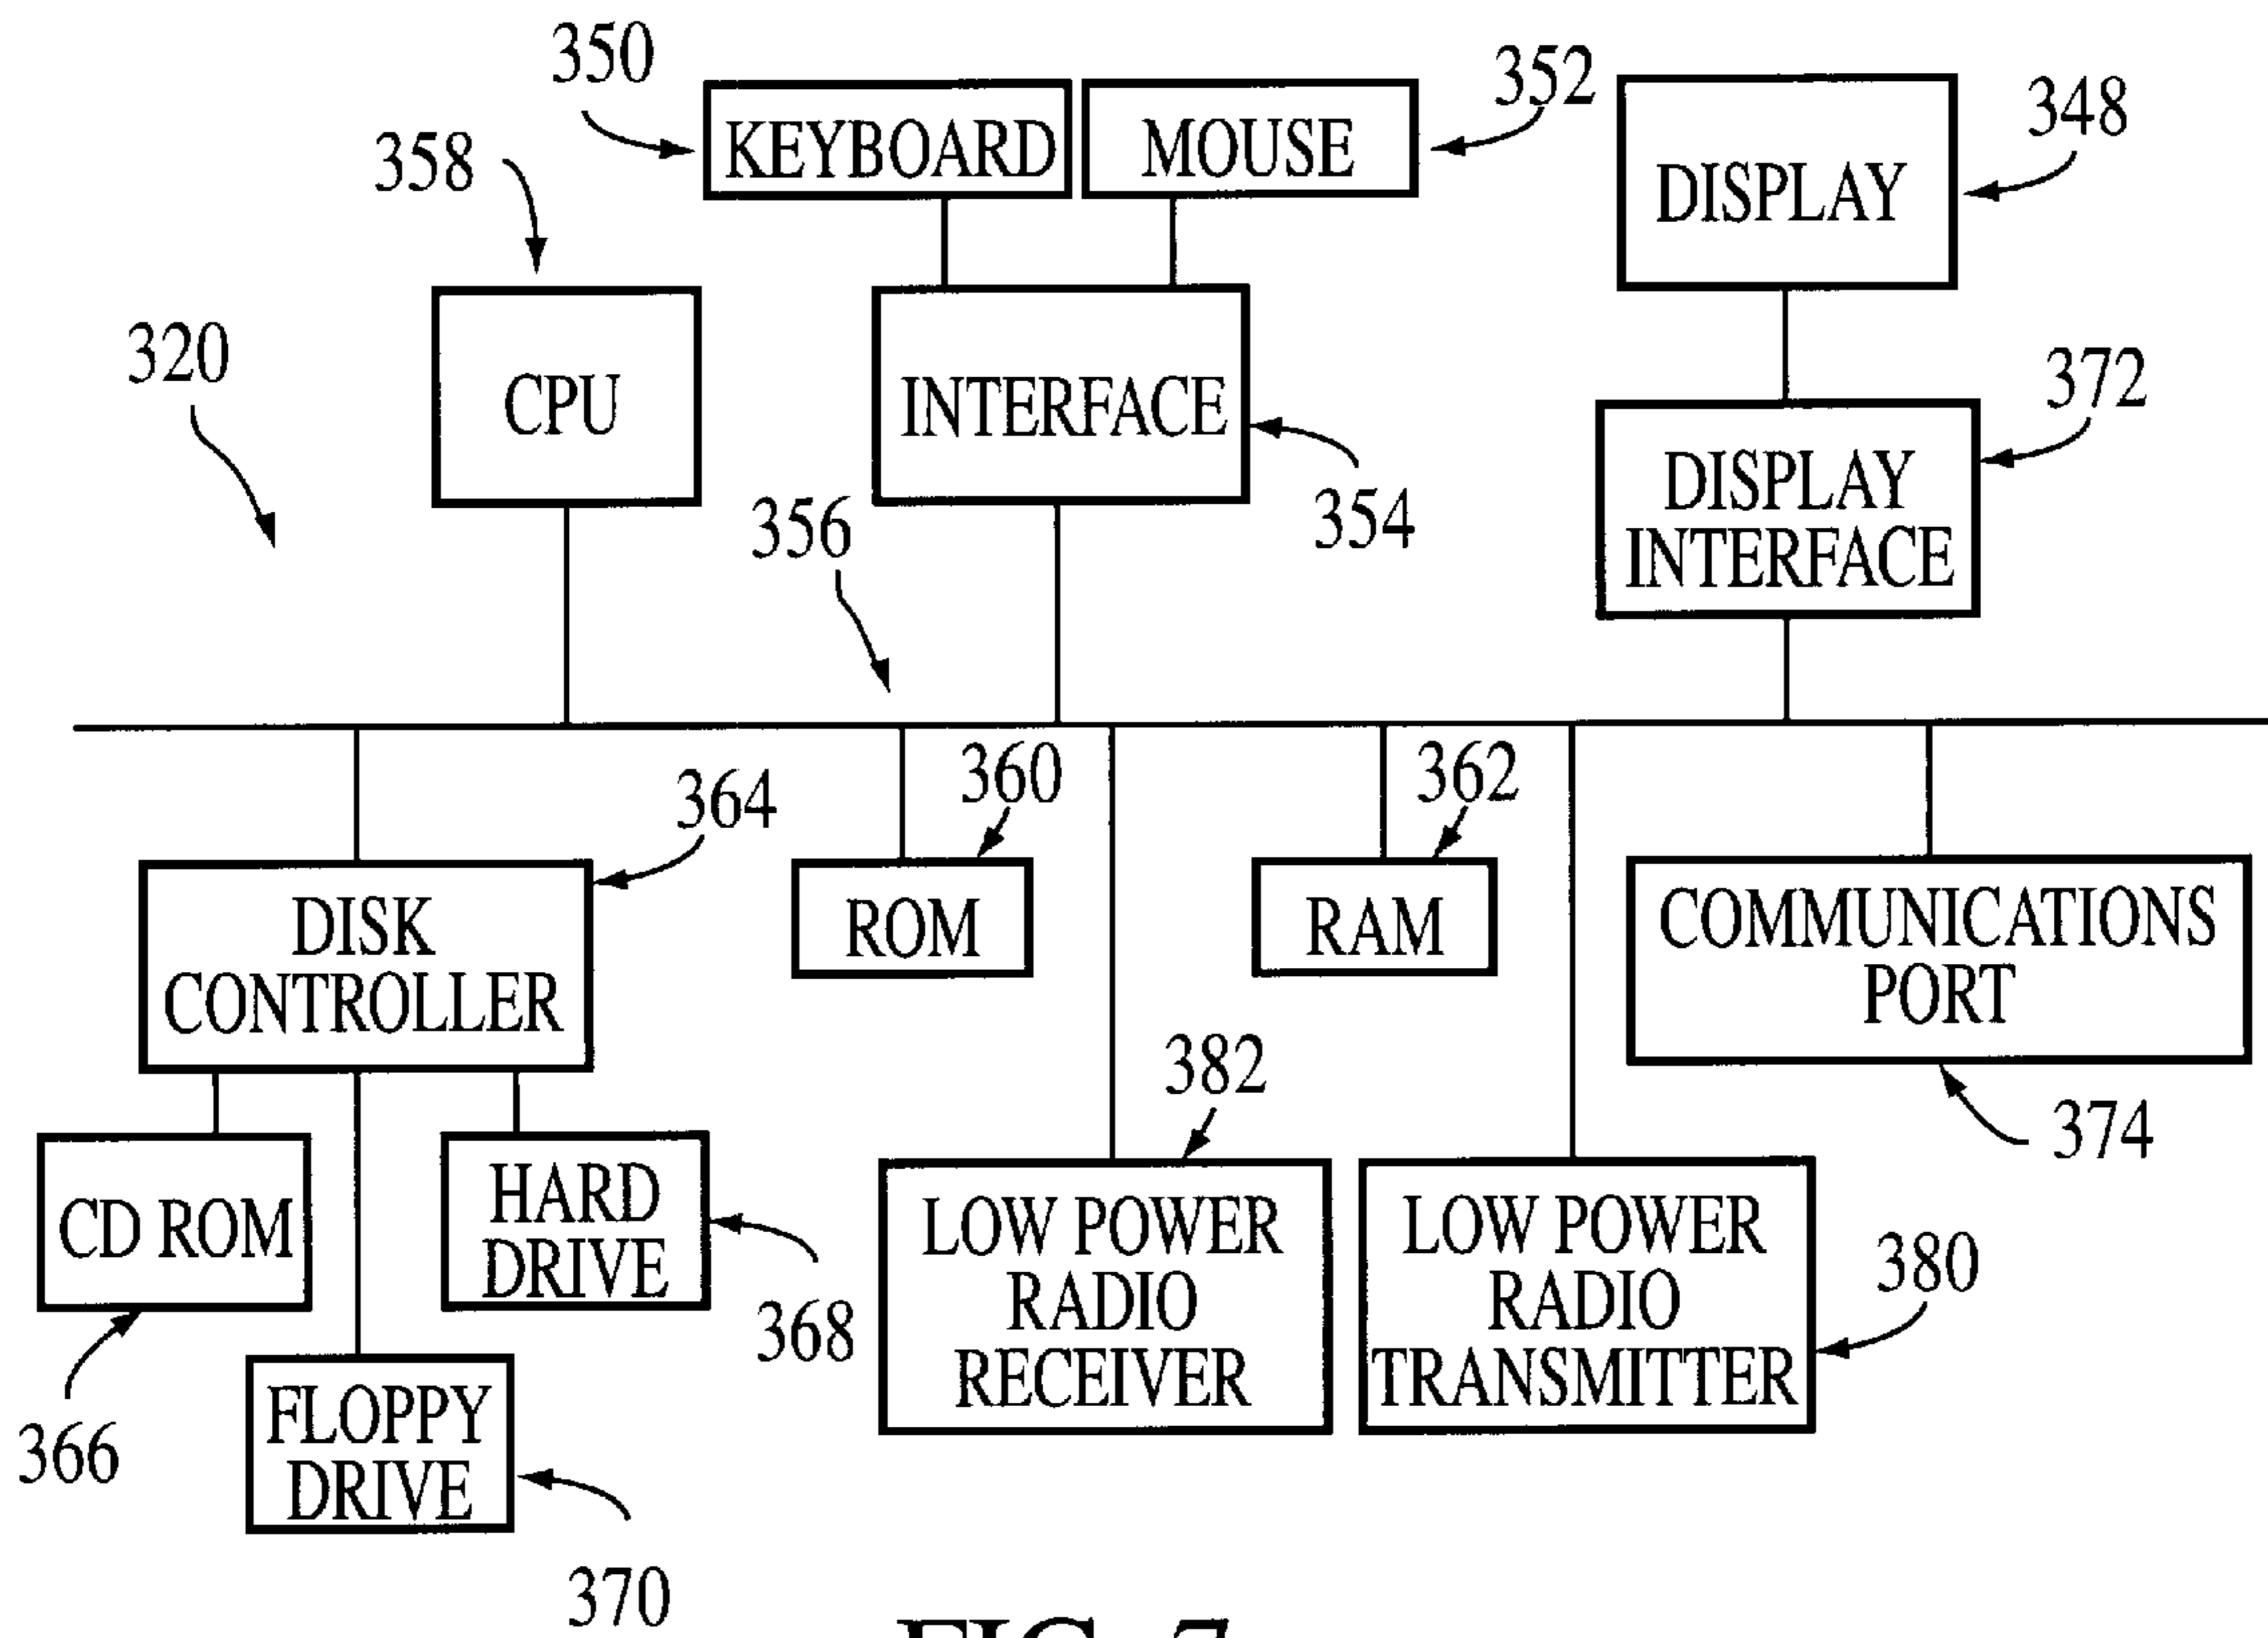 350
KEYBOARD
MOUSE
352
DISPLAY
348
358
320
CPU
INTERFACE
354
356
372
DISPLAY
INTERFACE
364
360
362
DISK
CONTROLLER
ROM
RAM
COMMUNICATIONS
PORT
374
382
CD ROM
366
HARD
DRIVE
368
FLOPPY
DRIVE
370
LOW POWER
RADIO
RECEIVER
LOW POWER
RADIO
TRANSMITTER
380
FIG. 7